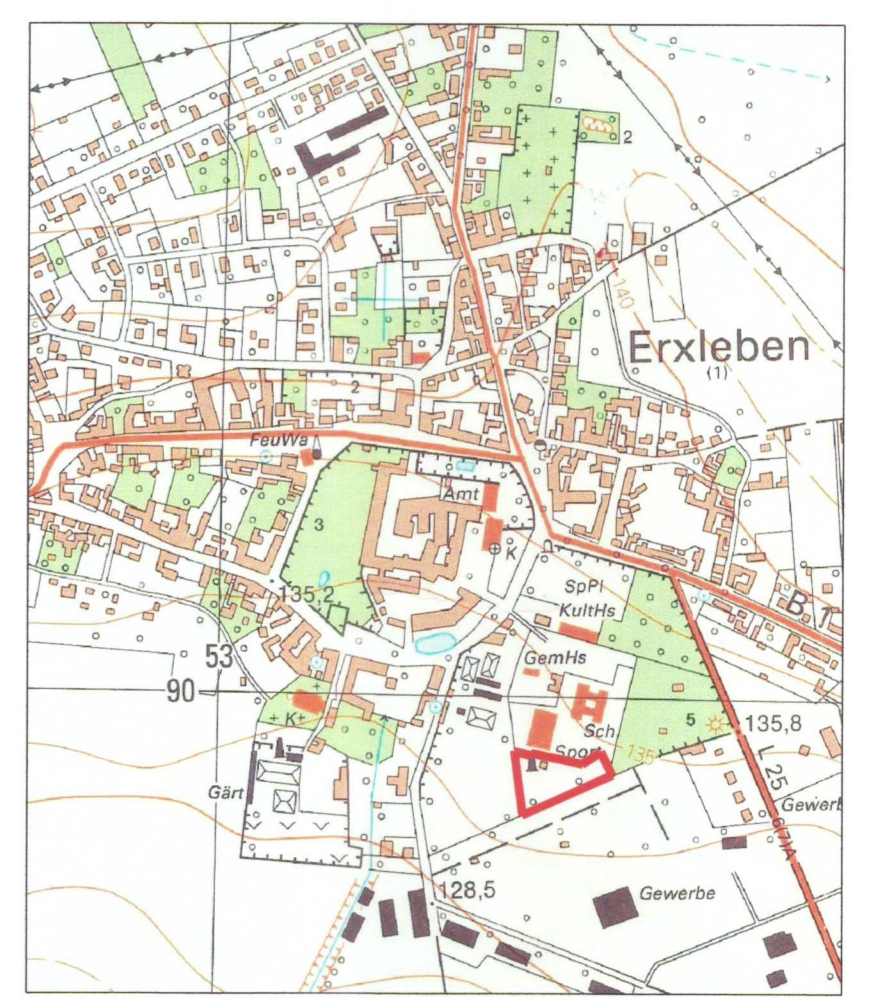 2
140
Erxleben
(1)
2
FeuWa
Amt
3
K
SpPl
KultHs
135,2
B 1
53
GemHs
90
K
Sch
5
135,8
Sport
135
L 25
Gärt
Gewerbe
128,5
Gewerbe